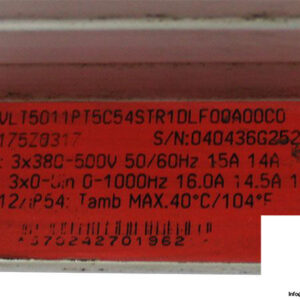 VLT5011PT5C54STR1DLF00A00C0
175Z0317 S/N:040436G252
: 3x380-500V 50/60Hz 15A 14A
: 3x0-Uin 0-1000Hz 16.0A 14.5A
12/IP54: Tamb MAX.40°C/104°F
*370242701962*